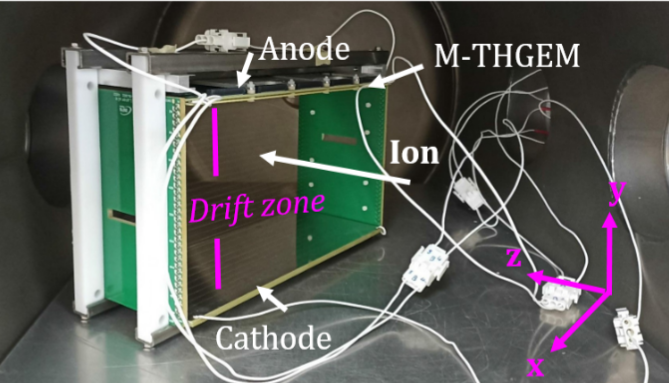 Anode
M-THGEM
Ion
Drift zone
Cathode
y
z
x